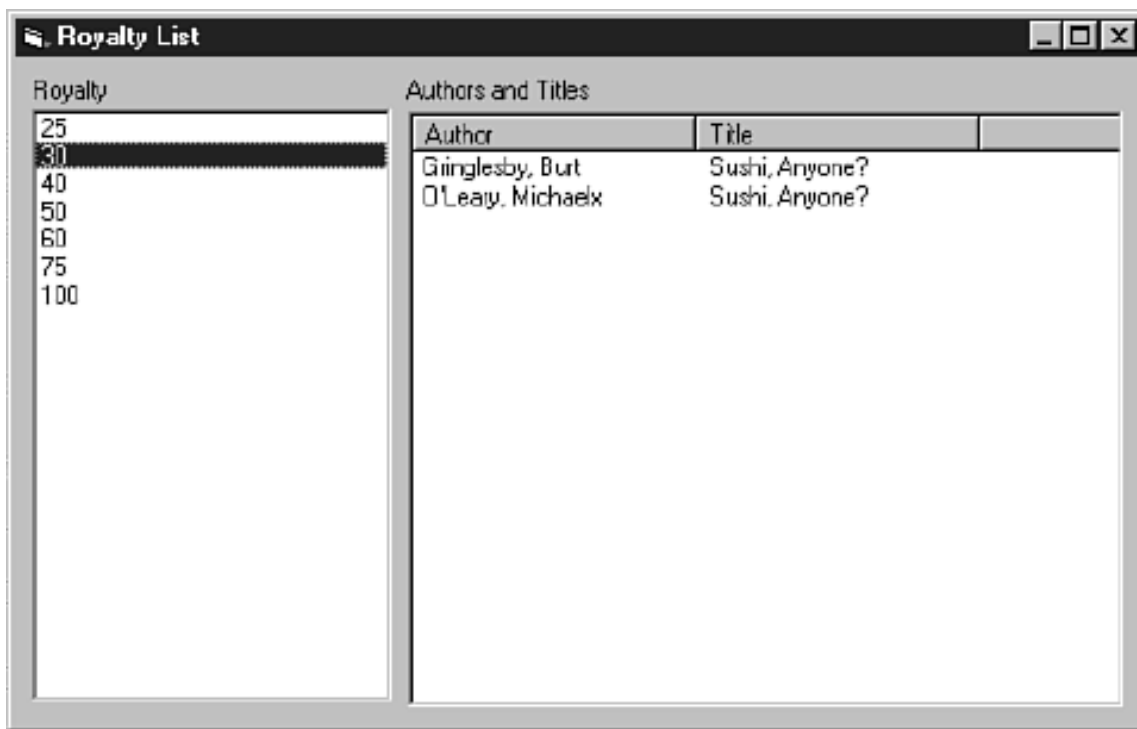 Royalty List
Royalty
25
30
40
50
60
75
100
Authors and Titles
Author Title
Gringlesby, Burt Sushi, Anyone?
O'Leary, Michaelx Sushi, Anyone?